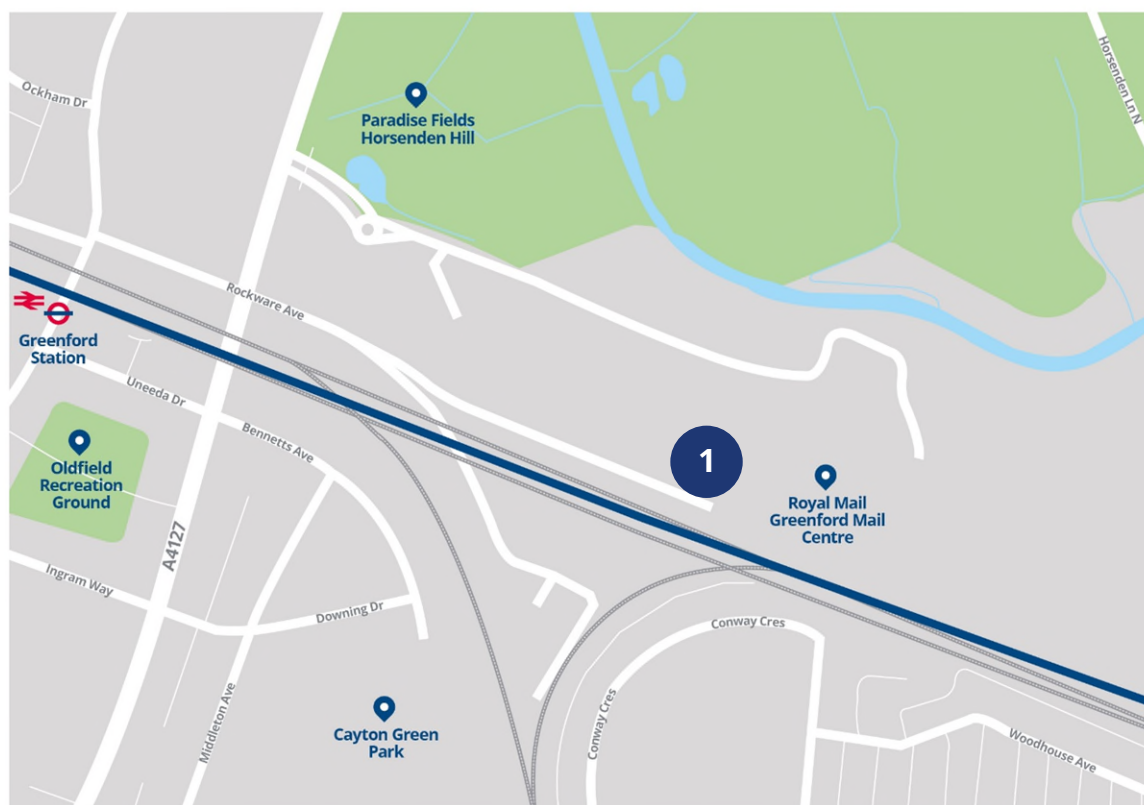 Ockham Dr
Horsenden Ln N
Paradise Fields
Horsenden Hill
Rockware Ave
Greenford
Station
Uneeda Dr
Bennetts Ave
Oldfield
Recreation
Ground
1
Royal Mail
Greenford Mail
Centre
A4127
Ingram Way
Downing Dr
Conway Cres
Middleton Ave
Conway Cres
Cayton Green
Park
Woodhouse Ave